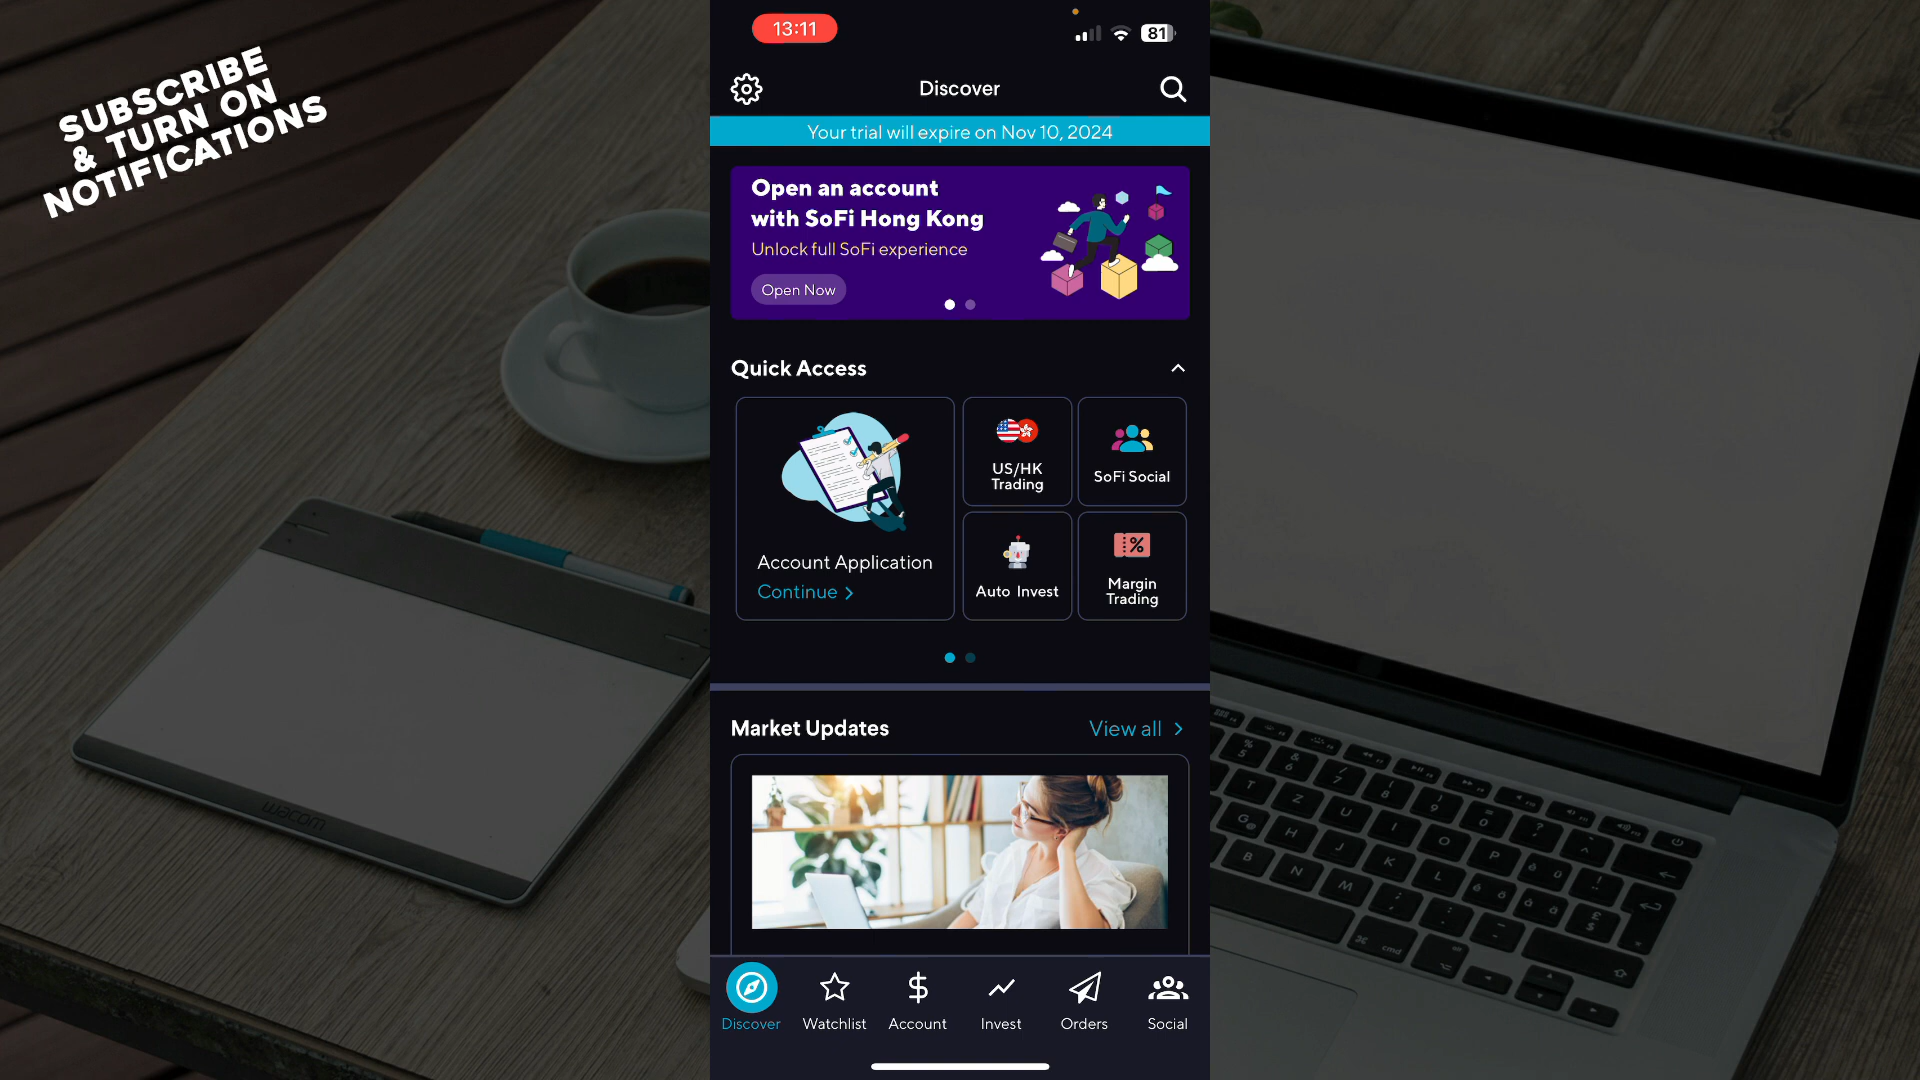 SUBSCRIBE
& TURN ON
NOTIFICATIONS
13:11
81
Discover
Your trial will expire on Nov 10, 2024
Open an account
with SoFi Hong Kong
Unlock full SoFi experience
Open Now
Quick Access
Account Application
Continue
US/HK
Trading
SoFi Social
Auto Invest
Margin
Trading
Market Updates
View all
Discover
Watchlist
Account
Invest
Orders
Social
wacom